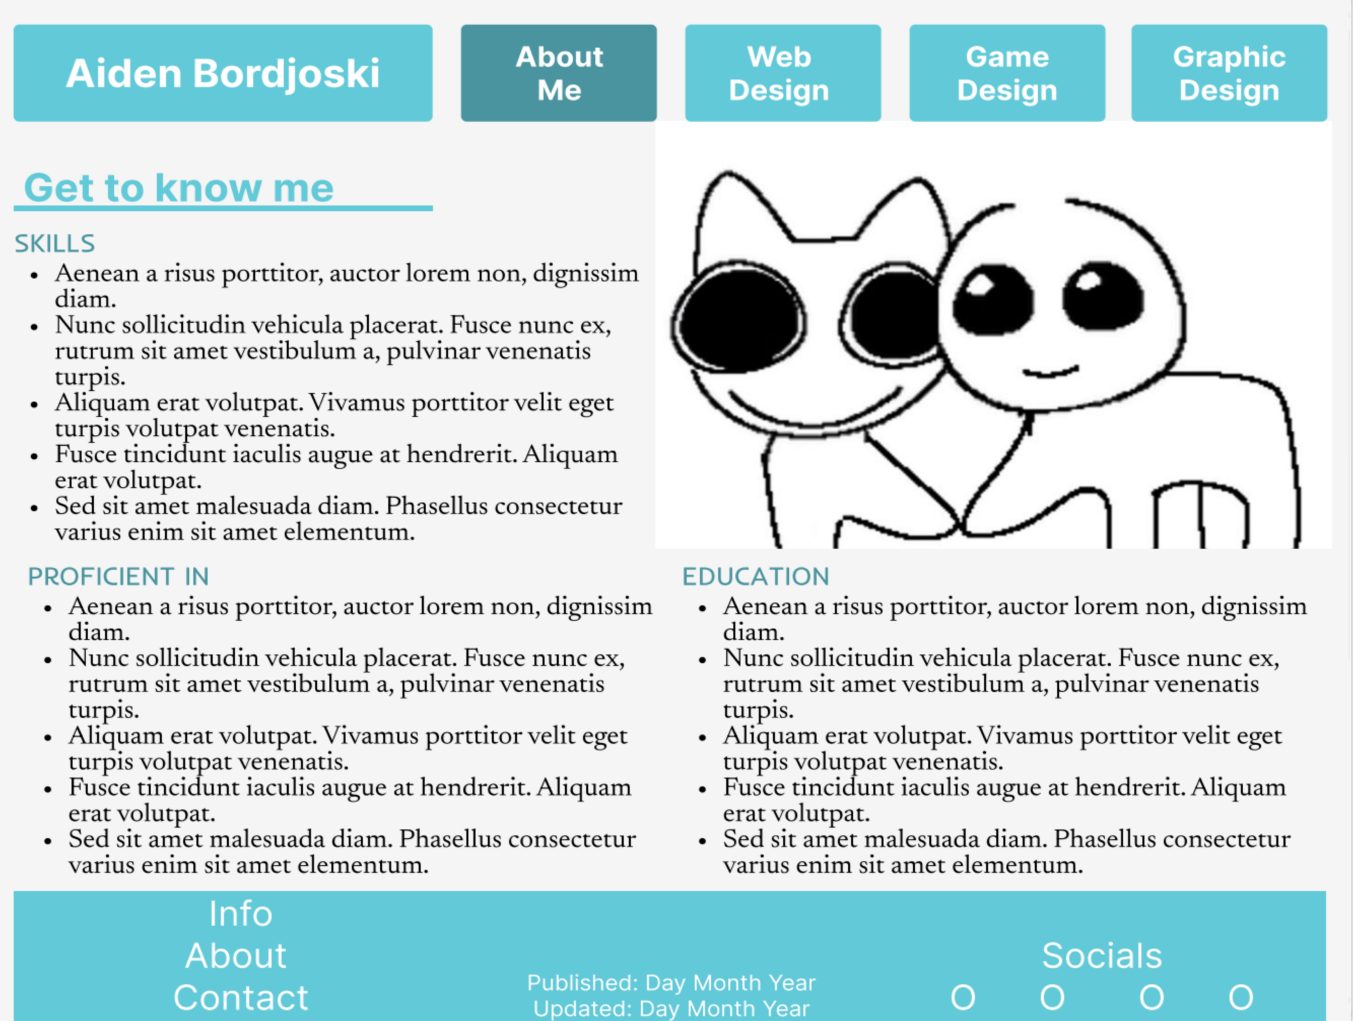 Aiden Bordjoski
About
Me
Web
Design
Game
Design
Graphic
Design
Get to know me
SKILLS
• Aenean a risus porttitor, auctor lorem non, dignissim
diam.
• Nunc sollicitudin vehicula placerat. Fusce nunc ex,
rutrum sit amet vestibulum a, pulvinar venenatis
turpis.
• Aliquam erat volutpat. Vivamus porttitor velit eget
turpis volutpat venenatis.
• Fusce tincidunt iaculis augue at hendrerit. Aliquam
erat volutpat.
• Sed sit amet malesuada diam. Phasellus consectetur
varius enim sit amet elementum.
PROFICIENT IN
• Aenean a risus porttitor, auctor lorem non, dignissim
diam.
• Nunc sollicitudin vehicula placerat. Fusce nunc ex,
rutrum sit amet vestibulum a, pulvinar venenatis
turpis.
• Aliquam erat volutpat. Vivamus porttitor velit eget
turpis volutpat venenatis.
• Fusce tincidunt iaculis augue at hendrerit. Aliquam
erat volutpat.
• Sed sit amet malesuada diam. Phasellus consectetur
varius enim sit amet elementum.
EDUCATION
• Aenean a risus porttitor, auctor lorem non, dignissim
diam.
• Nunc sollicitudin vehicula placerat. Fusce nunc ex,
rutrum sit amet vestibulum a, pulvinar venenatis
turpis.
• Aliquam erat volutpat. Vivamus porttitor velit eget
turpis volutpat venenatis.
• Fusce tincidunt iaculis augue at hendrerit. Aliquam
erat volutpat.
• Sed sit amet malesuada diam. Phasellus consectetur
varius enim sit amet elementum.
Info
About
Contact
Published: Day Month Year
Updated: Day Month Year
Socials
O O O O